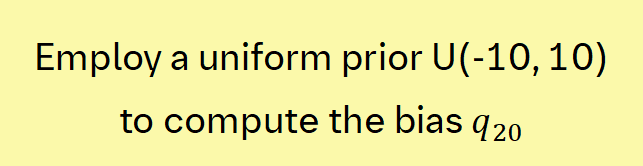 Employ a uniform prior U(-10, 10)
to compute the bias q₂₀